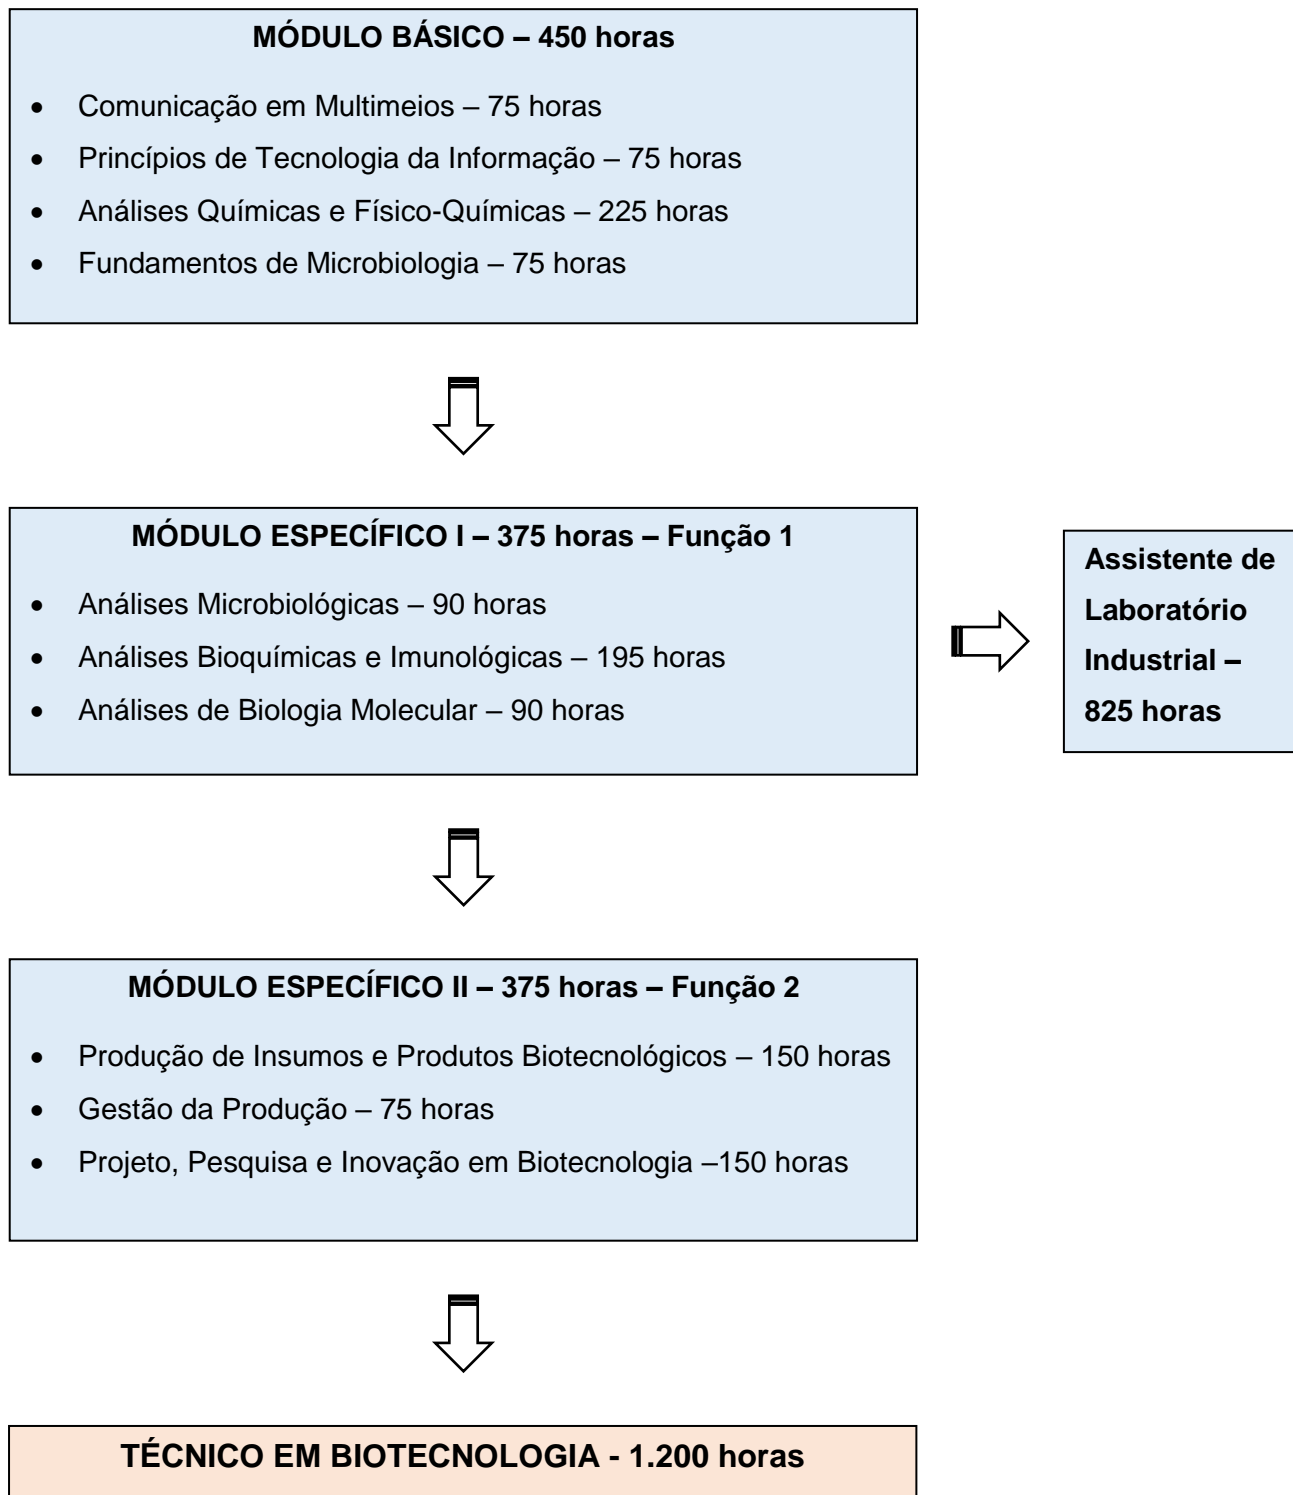 MÓDULO BÁSICO – 450 horas
• Comunicação em Multimeios – 75 horas
• Princípios de Tecnologia da Informação – 75 horas
• Análises Químicas e Físico-Químicas – 225 horas
• Fundamentos de Microbiologia – 75 horas
MÓDULO ESPECÍFICO I – 375 horas – Função 1
• Análises Microbiológicas – 90 horas
• Análises Bioquímicas e Imunológicas – 195 horas
• Análises de Biologia Molecular – 90 horas
Assistente de
Laboratório
Industrial –
825 horas
MÓDULO ESPECÍFICO II – 375 horas – Função 2
• Produção de Insumos e Produtos Biotecnológicos – 150 horas
• Gestão da Produção – 75 horas
• Projeto, Pesquisa e Inovação em Biotecnologia –150 horas
TÉCNICO EM BIOTECNOLOGIA - 1.200 horas